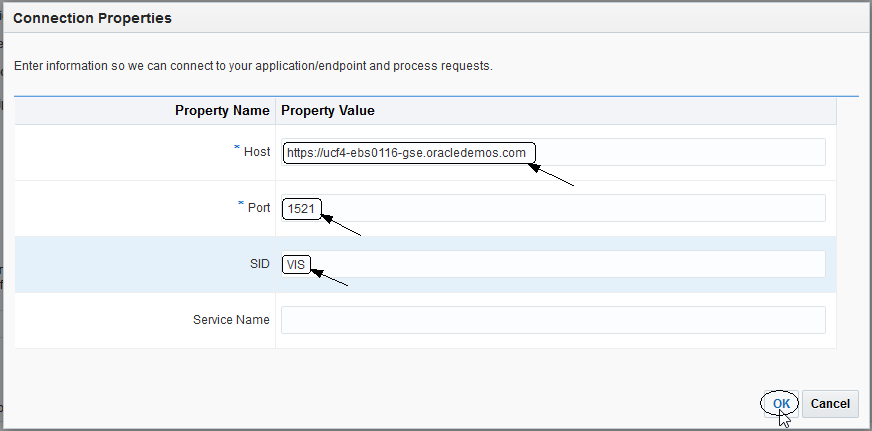 Connection Properties
Enter information so we can connect to your application/endpoint and process requests.
Property Name Property Value
* Host https://ucf4-ebs0116-gse.oracledemos.com
* Port 1521
SID VIS
Service Name
OK Cancel